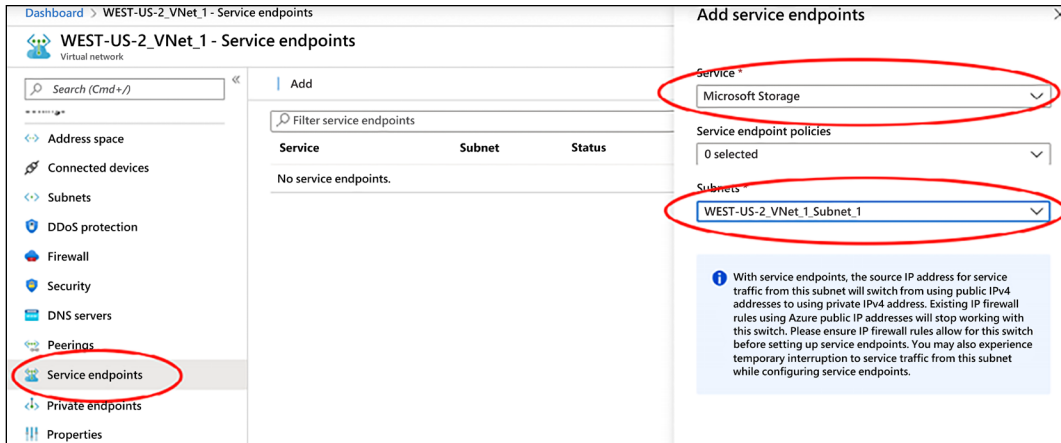 Dashboard > WEST-US-2_VNet_1 - Service endpoints
WEST-US-2_VNet_1 - Service endpoints
Virtual network
Search (Cmd+/)
Address space
Connected devices
Subnets
DDoS protection
Firewall
Security
DNS servers
Peerings
Service endpoints
Private endpoints
Properties
Add
Filter service endpoints
Service Subnet Status
No service endpoints.
Add service endpoints
Service *
Microsoft Storage
Service endpoint policies
0 selected
Subnets *
WEST-US-2_VNet_1_Subnet_1
With service endpoints, the source IP address for service
traffic from this subnet will switch from using public IPv4
addresses to using private IPv4 address. Existing IP firewall
rules using Azure public IP addresses will stop working with
this switch. Please ensure IP firewall rules allow for this switch
before setting up service endpoints. You may also experience
temporary interruption to service traffic from this subnet
while configuring service endpoints.